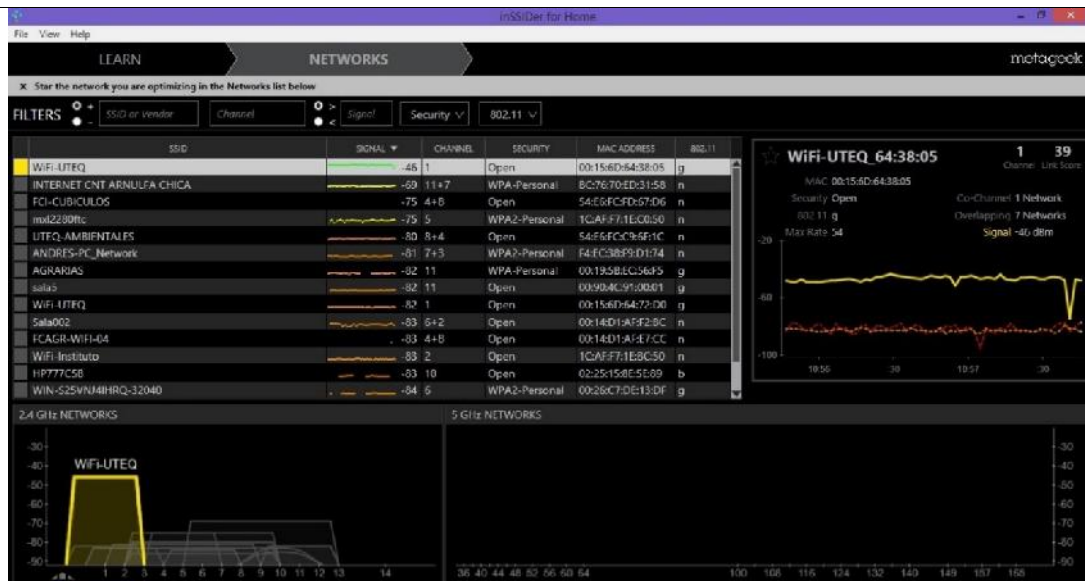 inSSIDer for Home
File View Help
LEARN NETWORKS metageek
x Star the network you are optimizing in the Networks list below
FILTERS + - SSID or Vendor Channel > < Signal Security 802.11
SSID SIGNAL CHANNEL SECURITY MAC ADDRESS 802.11
WiFi-UTEQ -46 1 Open 00:15:6D:64:38:05 g
INTERNET CNT ARNULFA CHICA -69 11+7 WPA-Personal 8C:76:70:ED:31:58 n
FCI-CUBICULOS -75 4+8 Open 54:E6:FC:FD:67:D6 n
mxl2280ftc -75 5 WPA2-Personal 1C:AF:F7:1E:C0:50 n
UTEQ-AMBIENTALES -80 8+4 Open 54:E6:FC:C9:6F:1C n
ANDRES-PC_Network -81 7+3 WPA2-Personal F4:EC:38:F9:D1:74 n
AGRARIAS -82 11 WPA-Personal 00:19:5B:EC:56:F5 g
sala5 -82 11 Open 00:90:4C:91:00:01 g
WiFi-UTEQ -82 1 Open 00:15:6D:64:72:D0 g
Sala002 -83 6+2 Open 00:14:D1:AF:F2:8C n
FCAGR-WIFI-04 -83 4+8 Open 00:14:D1:AF:E7:CC n
WiFi-Instituto -83 2 Open 1C:AF:F7:1E:8C:50 n
HP777C5B -83 10 Open 02:25:15:8E:5E:89 b
WIN-S25VNJ4IHRQ-32040 -84 6 WPA2-Personal 00:26:C7:DE:13:DF g
WiFi-UTEQ_64:38:05 1 39
Channel Link Score
MAC 00:15:6D:64:38:05
Security Open Co-Channel 1 Network
802.11 g Overlapping 7 Networks
Max Rate 54 Signal -46 dBm
-20
-60
-100
10:56 :30 10:57 :30
2.4 GHz NETWORKS 5 GHz NETWORKS
-30 -30
-40 WiFi-UTEQ -40
-50 -50
-60 -60
-70 -70
-80 -80
-90 -90
1 2 3 4 5 6 7 8 9 10 11 12 13 14 36 40 44 48 52 56 60 64 100 108 116 124 132 140 149 157 165